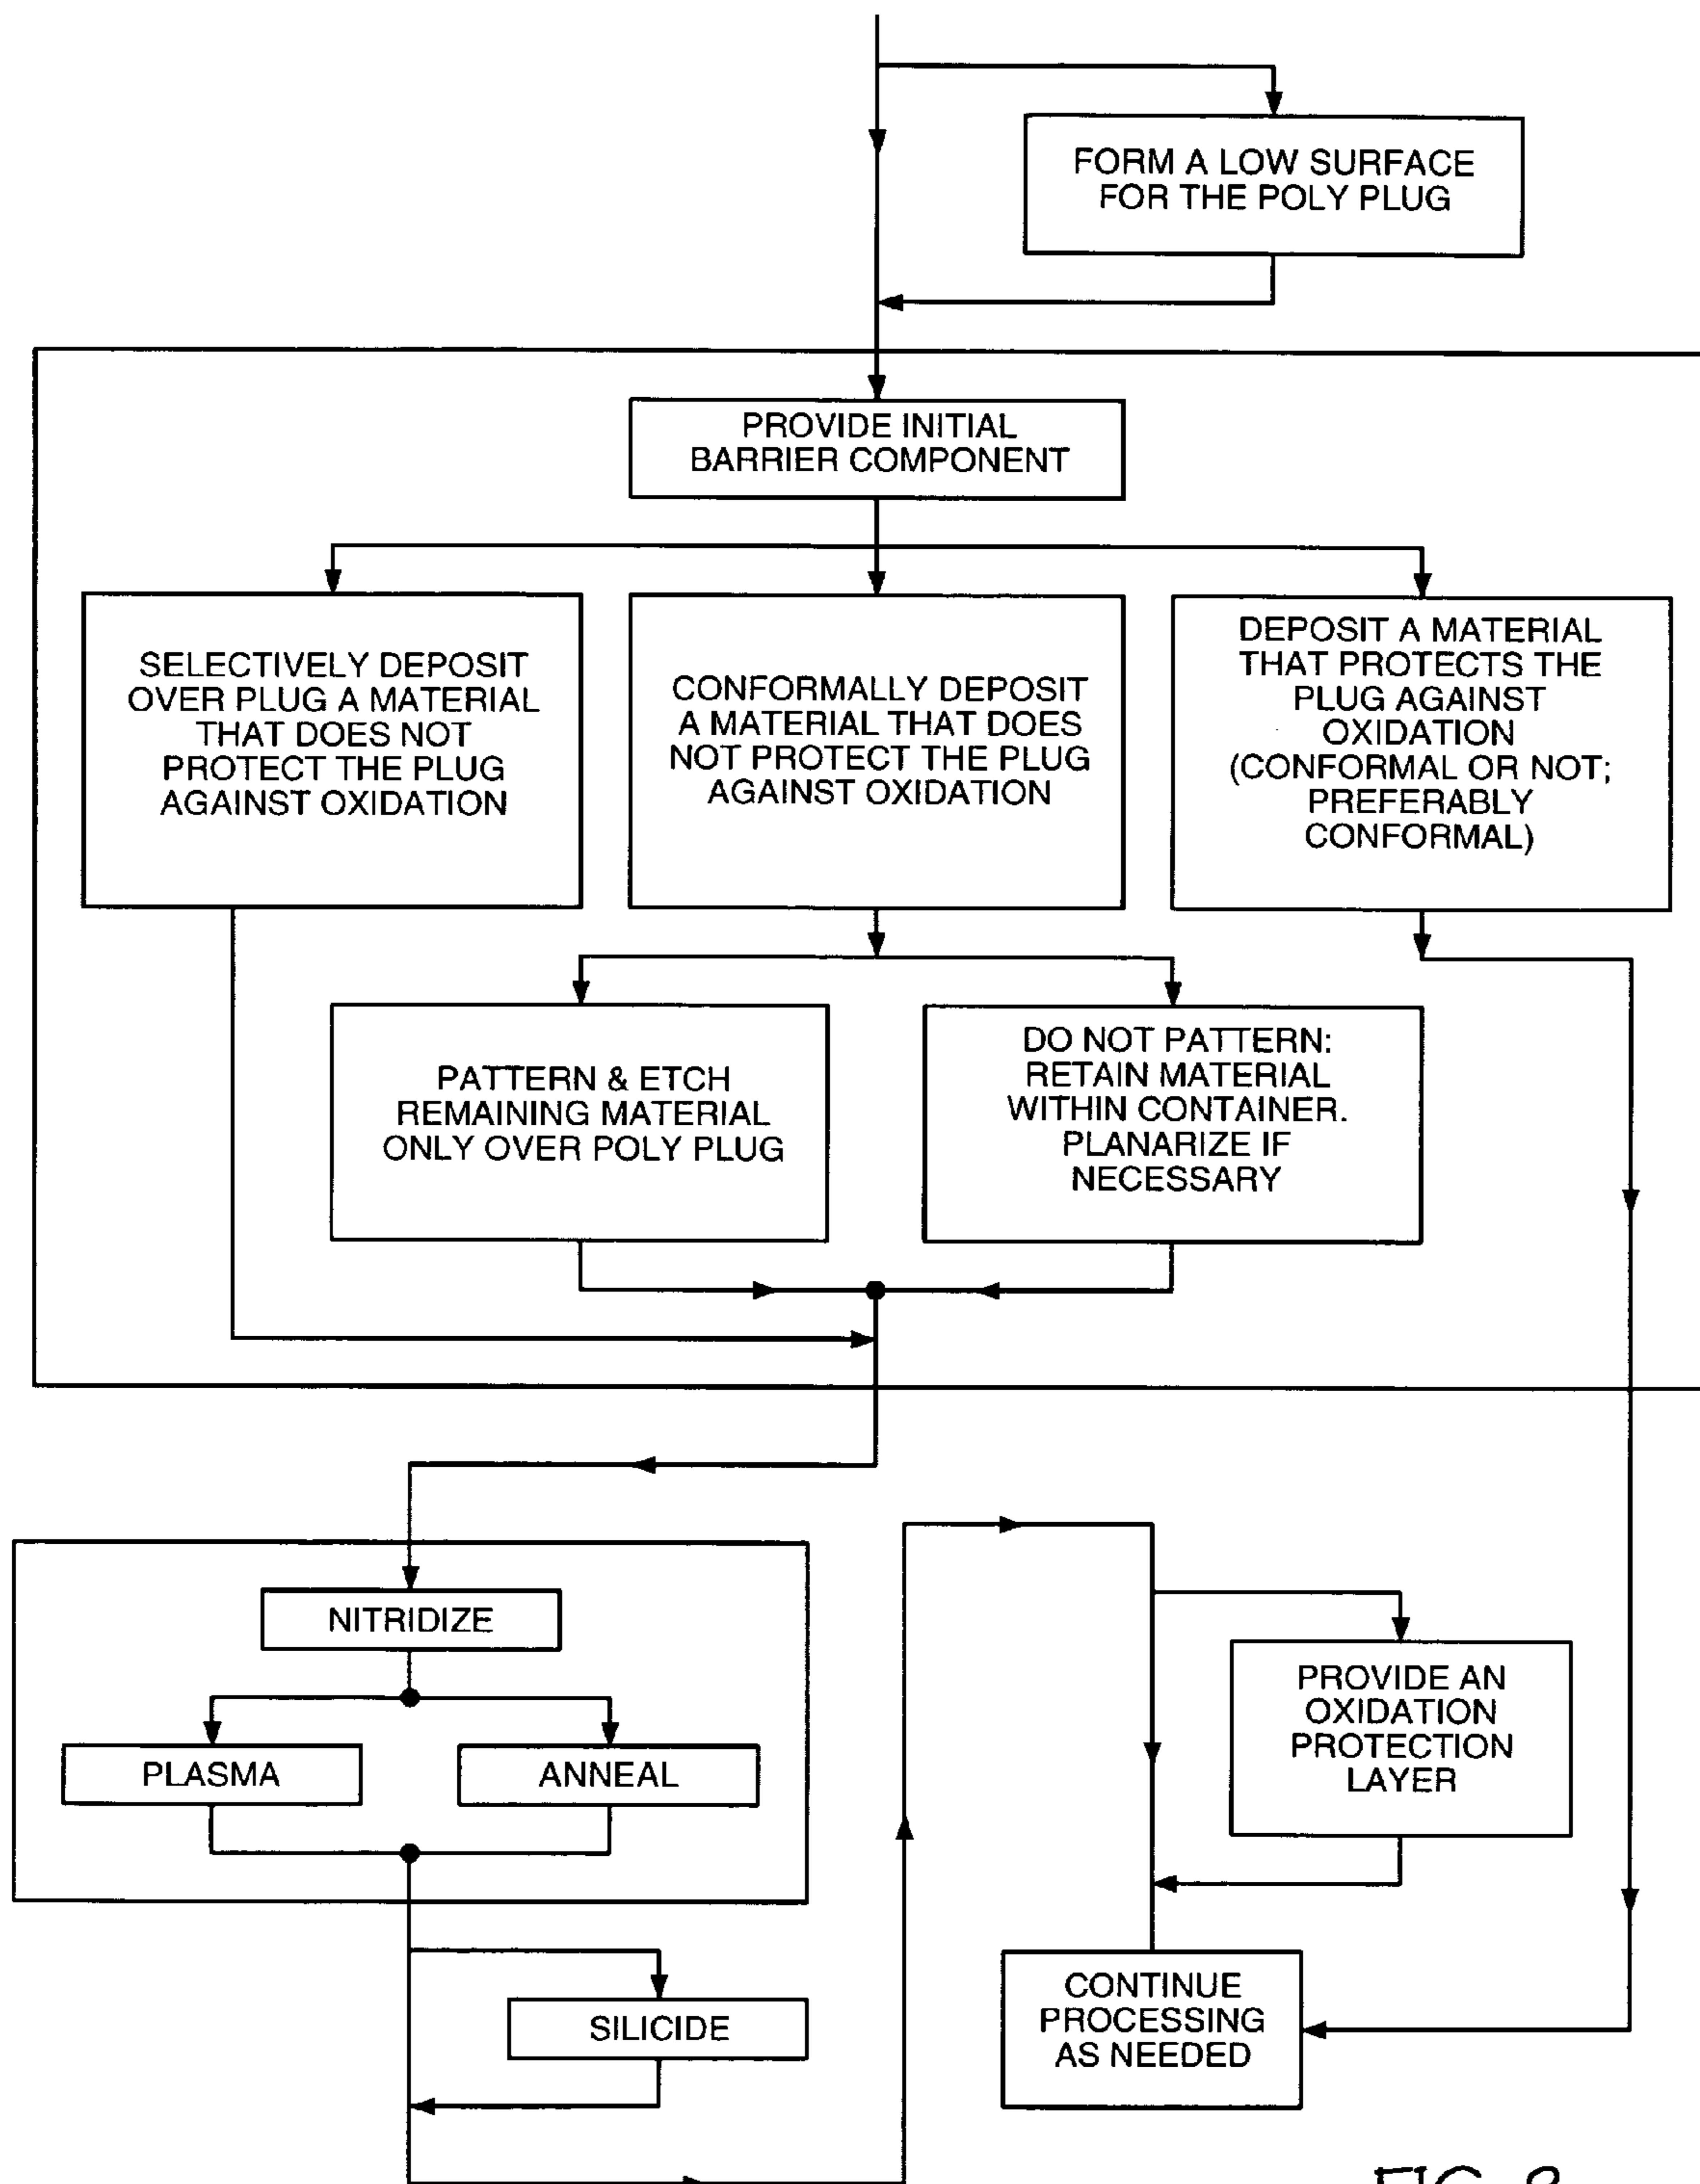 FORM A LOW SURFACE
FOR THE POLY PLUG
PROVIDE INITIAL
BARRIER COMPONENT
SELECTIVELY DEPOSIT
OVER PLUG A MATERIAL
THAT DOES NOT
PROTECT THE PLUG
AGAINST OXIDATION
CONFORMALLY DEPOSIT
A MATERIAL THAT DOES
NOT PROTECT THE PLUG
AGAINST OXIDATION
DEPOSIT A MATERIAL
THAT PROTECTS THE
PLUG AGAINST
OXIDATION
(CONFORMAL OR NOT;
PREFERABLY
CONFORMAL)
PATTERN & ETCH
REMAINING MATERIAL
ONLY OVER POLY PLUG
DO NOT PATTERN:
RETAIN MATERIAL
WITHIN CONTAINER.
PLANARIZE IF
NECESSARY
NITRIDIZE
PLASMA
ANNEAL
SILICIDE
PROVIDE AN
OXIDATION
PROTECTION
LAYER
CONTINUE
PROCESSING
AS NEEDED